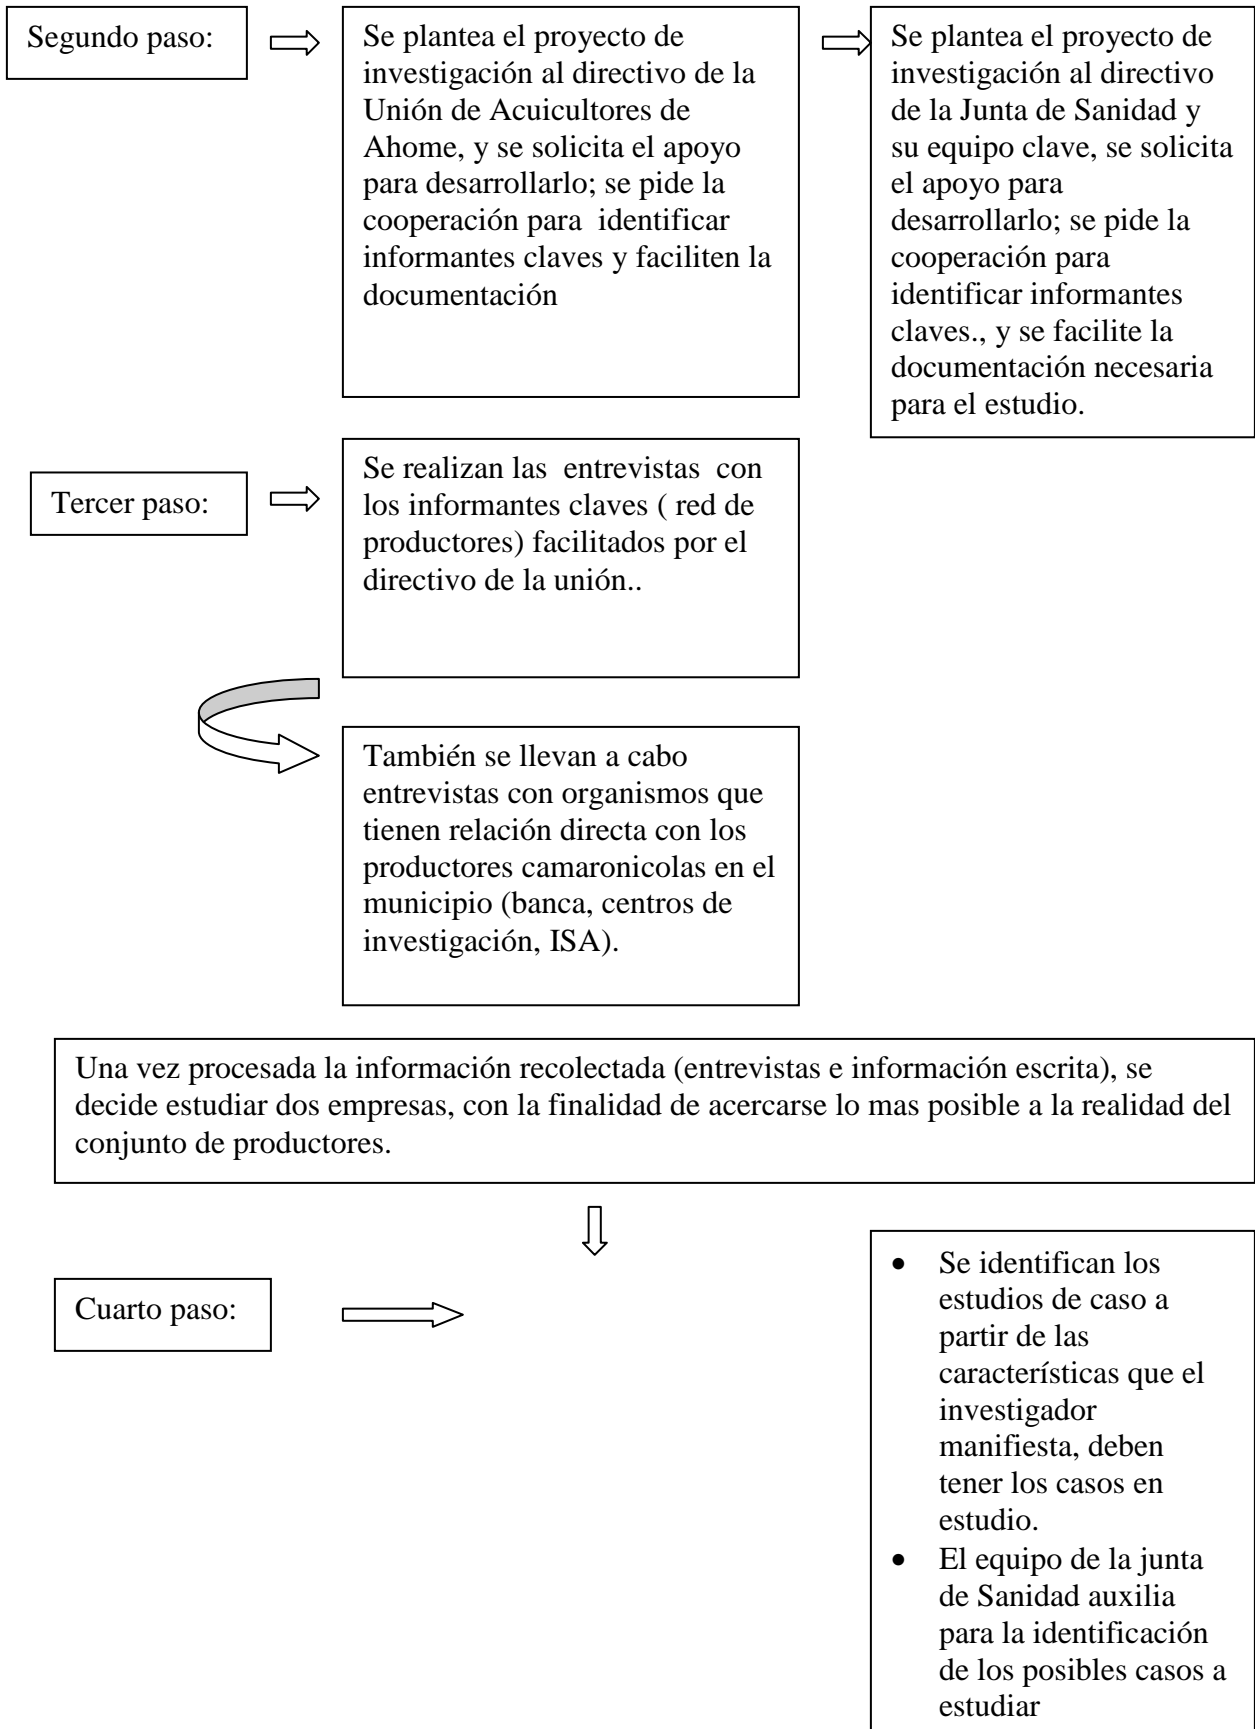 Segundo paso:
Se plantea el proyecto de
investigación al directivo de la
Unión de Acuicultores de
Ahome, y se solicita el apoyo
para desarrollarlo; se pide la
cooperación para  identificar
informantes claves y faciliten la
documentación
Se plantea el proyecto de
investigación al directivo
de la Junta de Sanidad y
su equipo clave, se solicita
el apoyo para
desarrollarlo; se pide la
cooperación para
identificar informantes
claves., y se facilite la
documentación necesaria
para el estudio.
Tercer paso:
Se realizan las  entrevistas  con
los informantes claves ( red de
productores) facilitados por el
directivo de la unión..
También se llevan a cabo
entrevistas con organismos que
tienen relación directa con los
productores camaronicolas en el
municipio (banca, centros de
investigación, ISA).
Una vez procesada la información recolectada (entrevistas e información escrita), se
decide estudiar dos empresas, con la finalidad de acercarse lo mas posible a la realidad del
conjunto de productores.
Cuarto paso:
• Se identifican los
estudios de caso a
partir de las
características que el
investigador
manifiesta, deben
tener los casos en
estudio.
• El equipo de la junta
de Sanidad auxilia
para la identificación
de los posibles casos a
estudiar